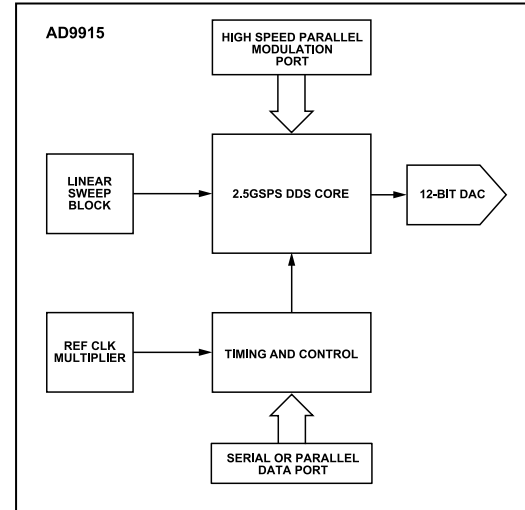 AD9915
HIGH SPEED PARALLEL
MODULATION
PORT
LINEAR
SWEEP
BLOCK
2.5GSPS DDS CORE
12-BIT DAC
REF CLK
MULTIPLIER
TIMING AND CONTROL
SERIAL OR PARALLEL
DATA PORT